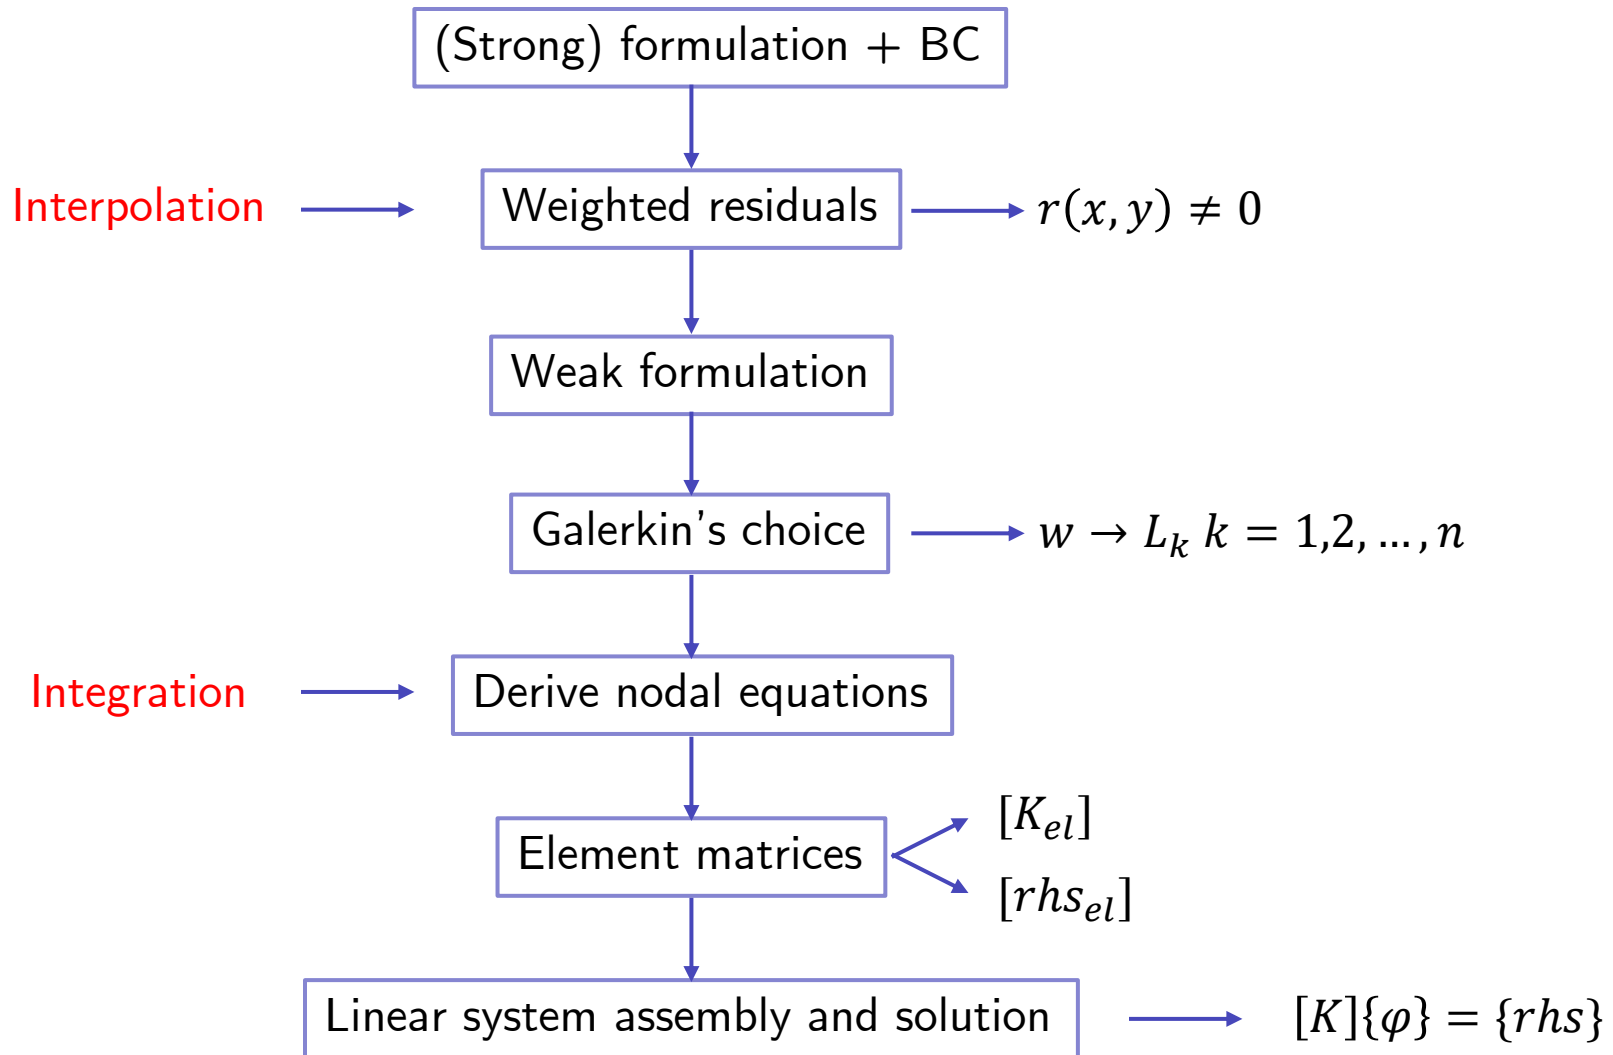 (Strong) formulation + BC
Interpolation
Weighted residuals
r(x, y) ≠ 0
Weak formulation
Galerkin's choice
w → L_k k = 1,2, … , n
Integration
Derive nodal equations
Element matrices
[K_el]
[rhs_el]
Linear system assembly and solution
[K]{φ} = {rhs}